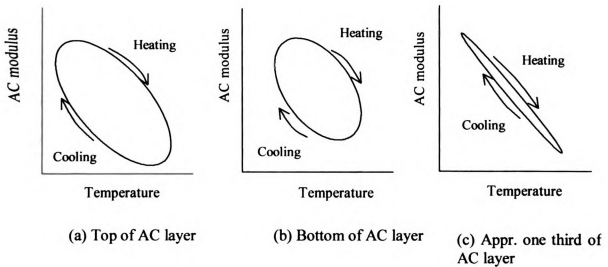 AC modulus
Heating
Cooling
Temperature
(a) Top of AC layer
AC modulus
Heating
Cooling
Temperature
(b) Bottom of AC layer
AC modulus
Heating
Cooling
Temperature
(c) Appr. one third of
AC layer